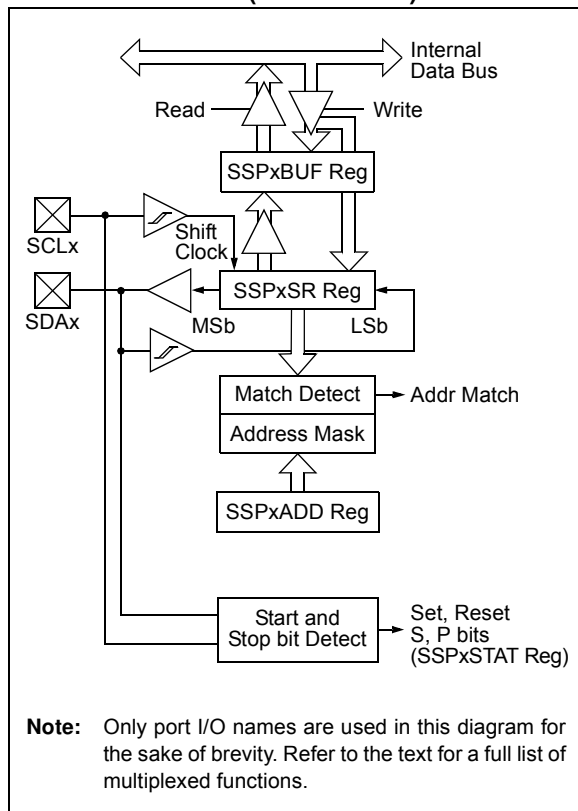 Internal
Data Bus
Read
Write
SSPxBUF Reg
SCLx
Shift
Clock
SSPxSR Reg
SDAx
MSb
LSb
Match Detect
Addr Match
Address Mask
SSPxADD Reg
Start and
Stop bit Detect
Set, Reset
S, P bits
(SSPxSTAT Reg)
Note: Only port I/O names are used in this diagram for
the sake of brevity. Refer to the text for a full list of
multiplexed functions.